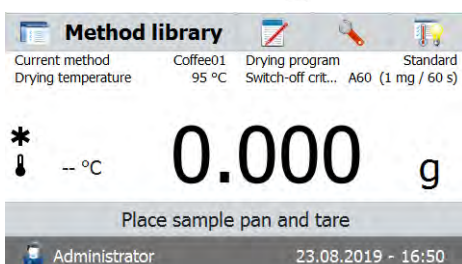 Method library
Current method Coffee01 Drying program Standard
Drying temperature 95 °C Switch-off crit... A60 (1 mg / 60 s)
-- °C 0.000 g
Place sample pan and tare
Administrator 23.08.2019 - 16:50